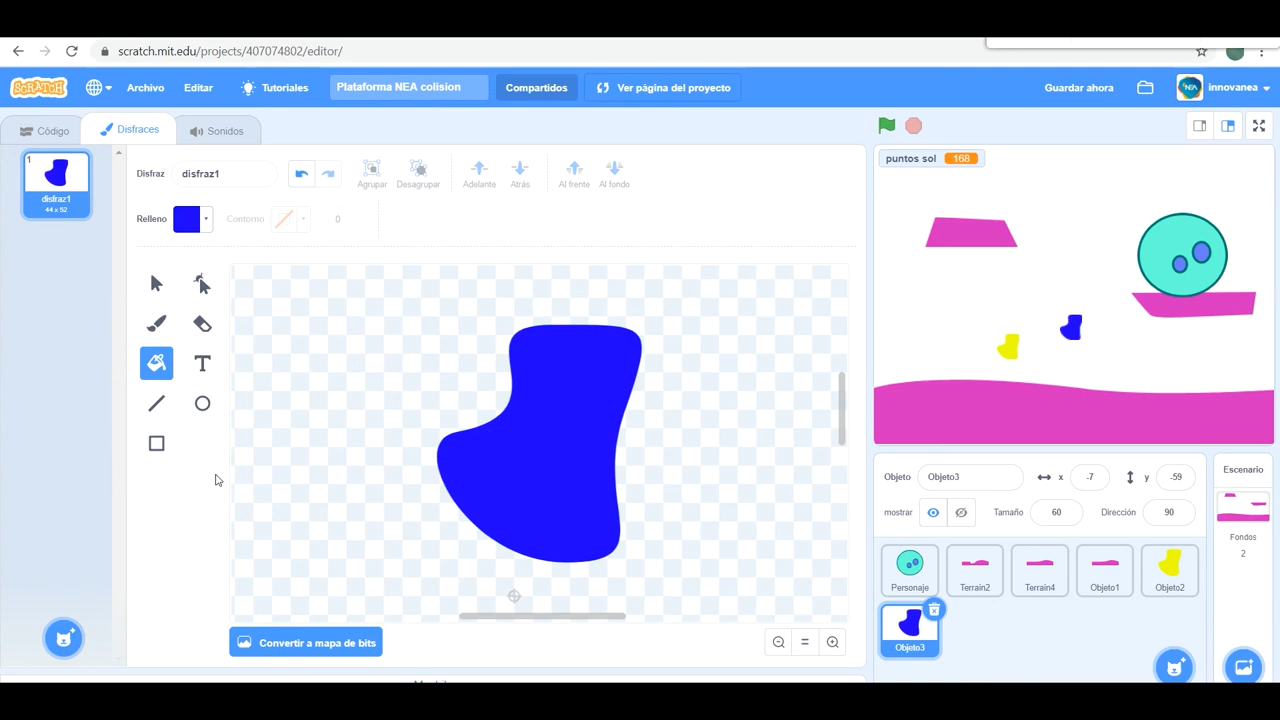 scratch.mit.edu/projects/407074802/editor/
SCRATCH
Archivo
Editar
Tutoriales
Plataforma NEA colision
Compartidos
Ver página del proyecto
Guardar ahora
NEA
innovanea
Código
Disfraces
Sonidos
1
disfraz1
44 x 52
Disfraz
disfraz1
Agrupar
Desagrupar
Adelante
Atrás
Al frente
Al fondo
Relleno
Contorno
0
T
Convertir a mapa de bits
puntos sol 168
Objeto
Objeto3
x
-7
y
-59
mostrar
Tamaño
60
Dirección
90
Personaje
Terrain2
Terrain4
Objeto1
Objeto2
Objeto3
Escenario
Fondos
2